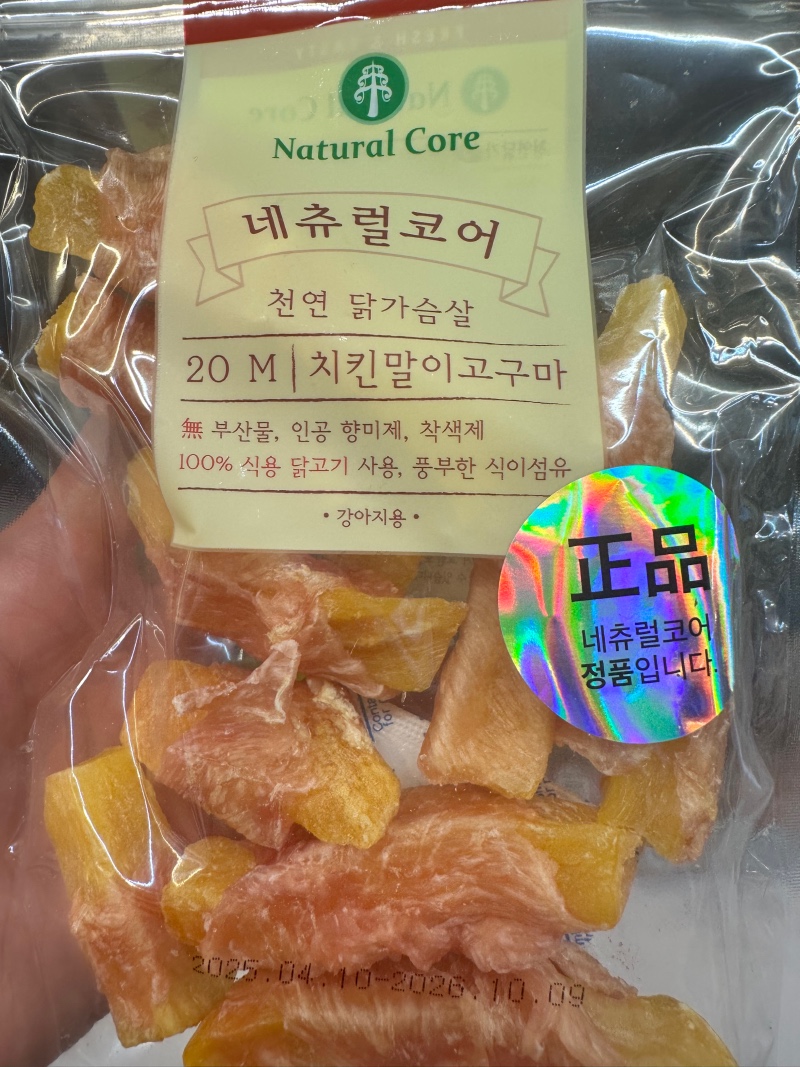 Natural Core
네츄럴코어
천연 닭가슴살
20 M | 치킨말이고구마
無 부산물, 인공 향미제, 착색제
100% 식용 닭고기 사용, 풍부한 식이섬유
• 강아지용 •
正品
네츄럴코어
정품입니다.
2025.04.10-2026.10.09